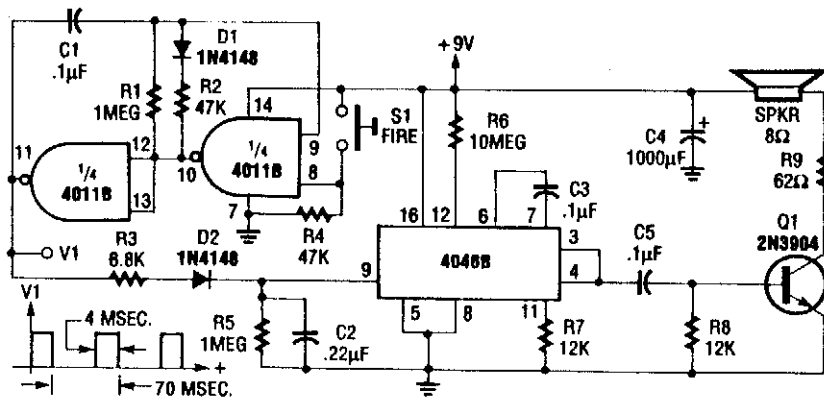 C1
.1µF
D1
1N4148
R1
1MEG
R2
47K
14
S1
FIRE
+9V
R6
10MEG
SPKR
8Ω
C4
1000µF
+
R9
62Ω
11
1/4
4011B
12
13
10
1/4
4011B
9
8
7
R4
47K
V1
R3
6.8K
D2
1N4148
9
16
12
6
7
C3
.1µF
4046B
3
4
5
8
11
C5
.1µF
Q1
2N3904
R5
1MEG
C2
.22µF
R7
12K
R8
12K
V1
4 MSEC.
+
70 MSEC.